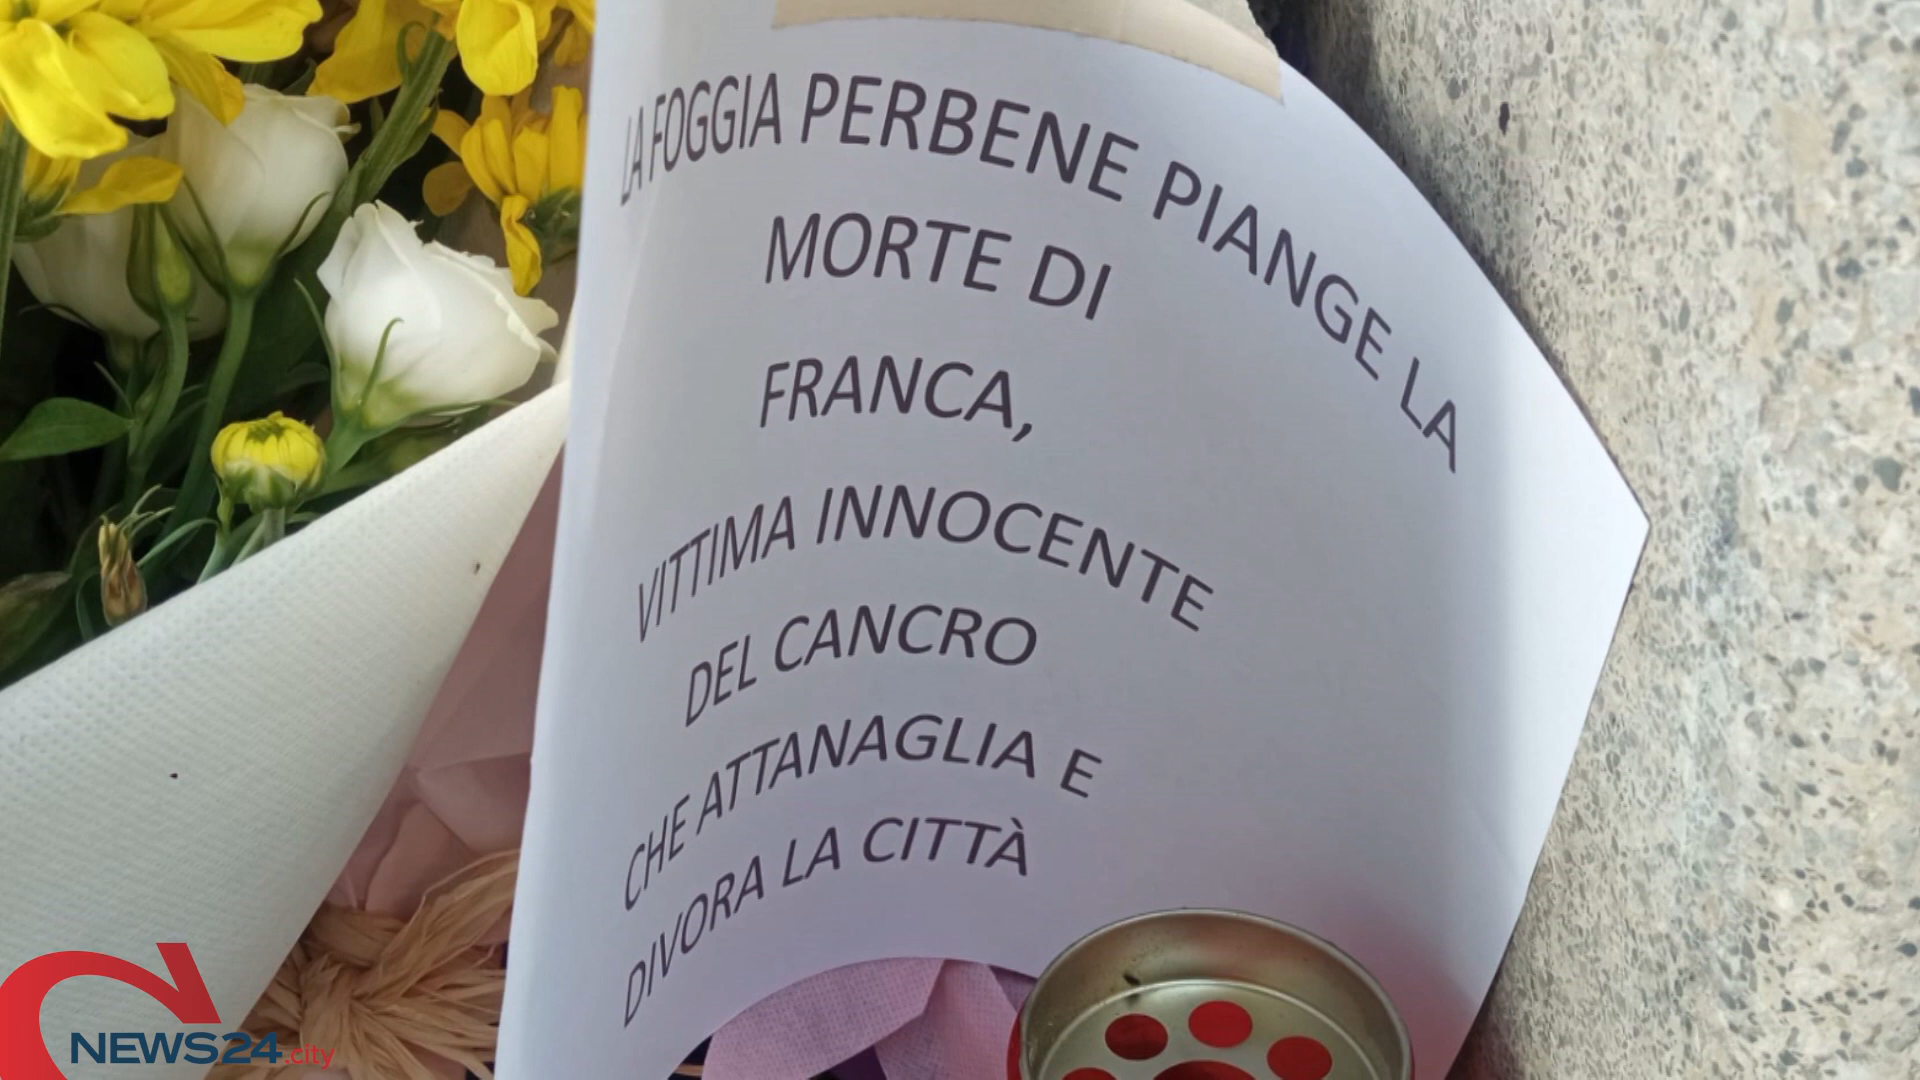 LA FOGGIA PERBENE PIANGE LA
MORTE DI
FRANCA,
VITTIMA INNOCENTE
DEL CANCRO
CHE ATTANAGLIA E
DIVORA LA CITTÀ
NEWS24.city